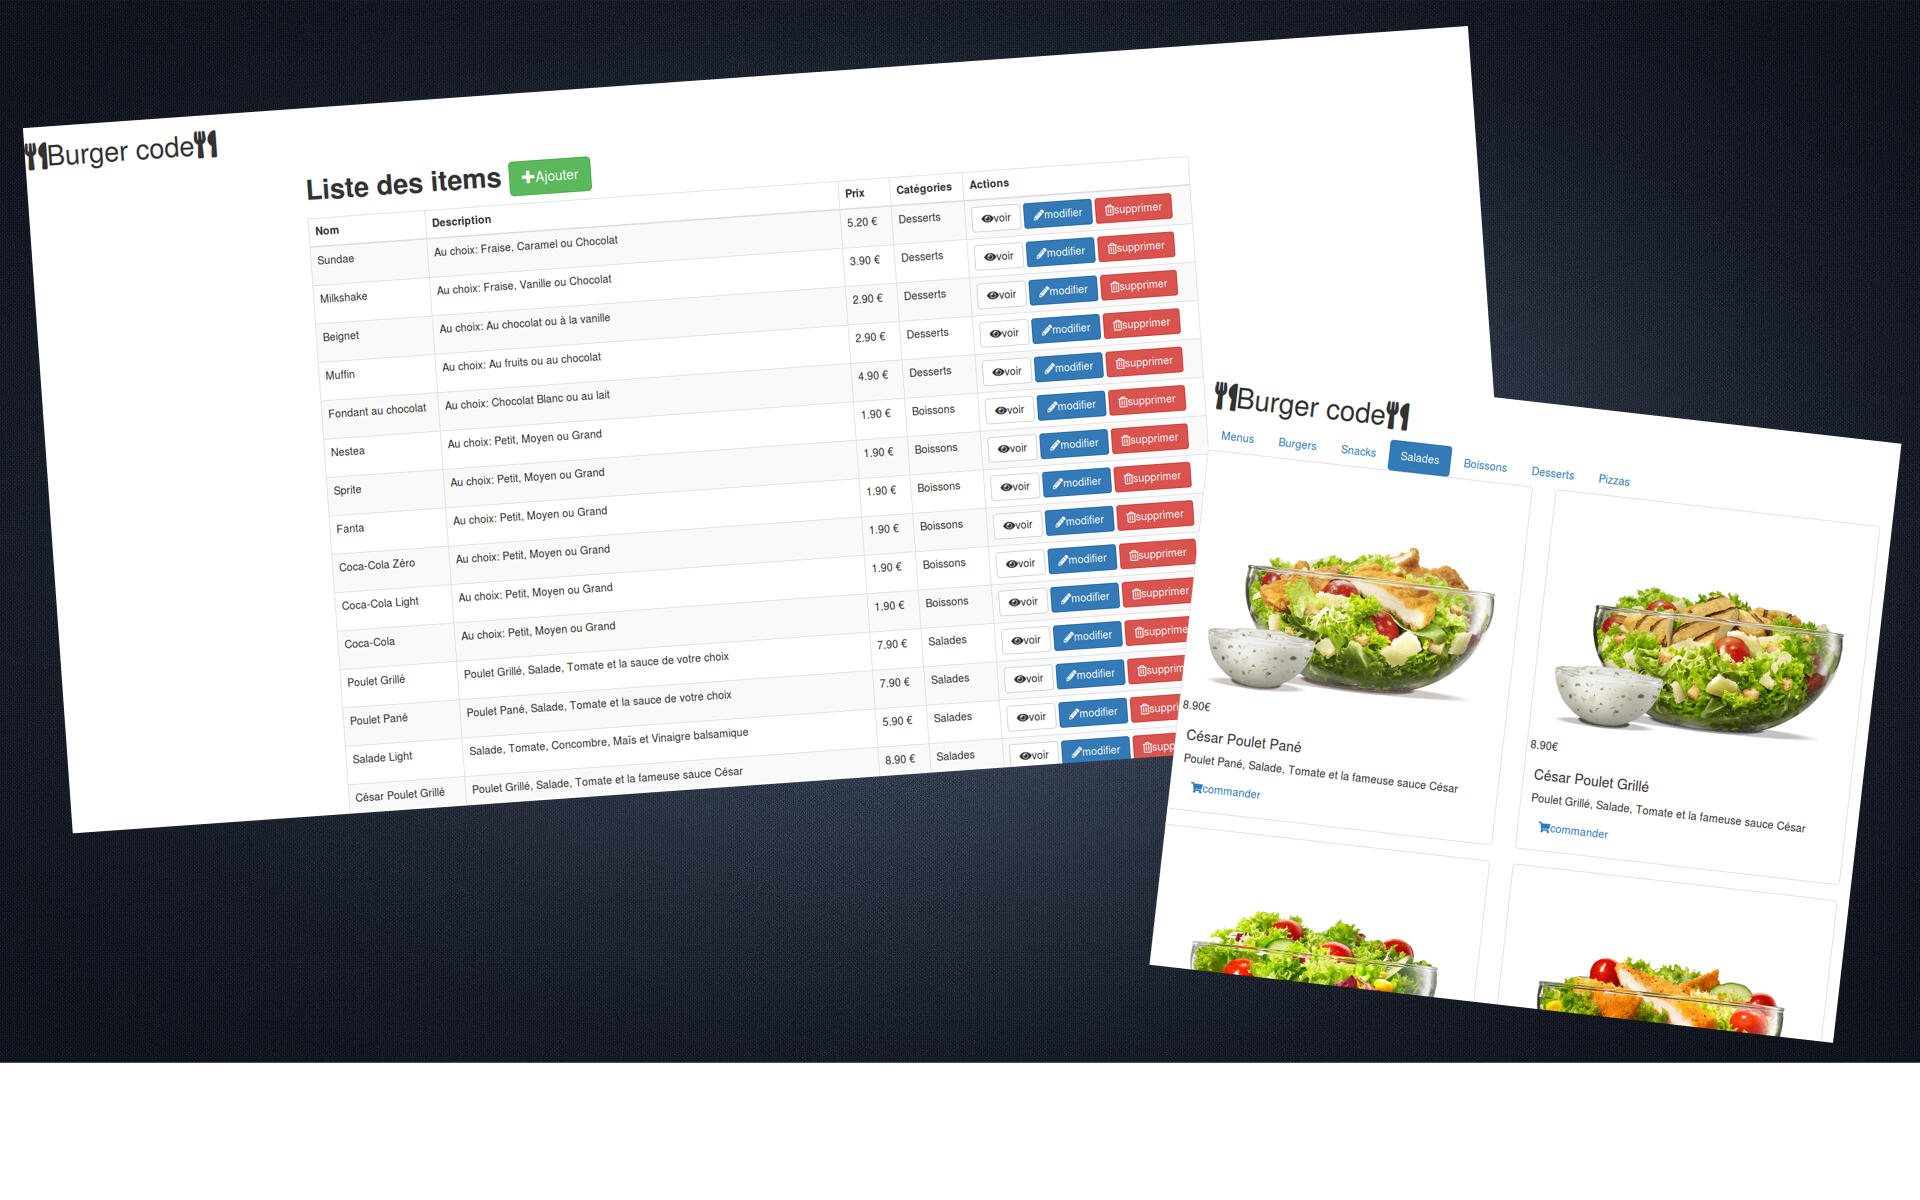 Burger code
Liste des items Ajouter
Nom Description Prix Catégories Actions
Sundae Au choix: Fraise, Caramel ou Chocolat 5.20 € Desserts voir modifier supprimer
Milkshake Au choix: Fraise, Vanille ou Chocolat 3.90 € Desserts voir modifier supprimer
Beignet Au choix: Au chocolat ou à la vanille 2.90 € Desserts voir modifier supprimer
Muffin Au choix: Au fruits ou au chocolat 2.90 € Desserts voir modifier supprimer
Fondant au chocolat Au choix: Chocolat Blanc ou au lait 4.90 € Desserts voir modifier supprimer
Nestea Au choix: Petit, Moyen ou Grand 1.90 € Boissons voir modifier supprimer
Sprite Au choix: Petit, Moyen ou Grand 1.90 € Boissons voir modifier supprimer
Fanta Au choix: Petit, Moyen ou Grand 1.90 € Boissons voir modifier supprimer
Coca-Cola Zéro Au choix: Petit, Moyen ou Grand 1.90 € Boissons voir modifier supprimer
Coca-Cola Light Au choix: Petit, Moyen ou Grand 1.90 € Boissons voir modifier supprimer
Coca-Cola Au choix: Petit, Moyen ou Grand 1.90 € Boissons voir modifier supprimer
Poulet Grillé Poulet Grillé, Salade, Tomate et la sauce de votre choix 7.90 € Salades voir modifier supprime
Poulet Pané Poulet Pané, Salade, Tomate et la sauce de votre choix 7.90 € Salades voir modifier supprim
Salade Light Salade, Tomate, Concombre, Maïs et Vinaigre balsamique 5.90 € Salades voir modifier suppr
César Poulet Grillé Poulet Grillé, Salade, Tomate et la fameuse sauce César 8.90 € Salades voir modifier supp
Burger code
Menus Burgers Snacks Salades Boissons Desserts Pizzas
8.90€
César Poulet Pané
Poulet Pané, Salade, Tomate et la fameuse sauce César
commander
8.90€
César Poulet Grillé
Poulet Grillé, Salade, Tomate et la fameuse sauce César
commander